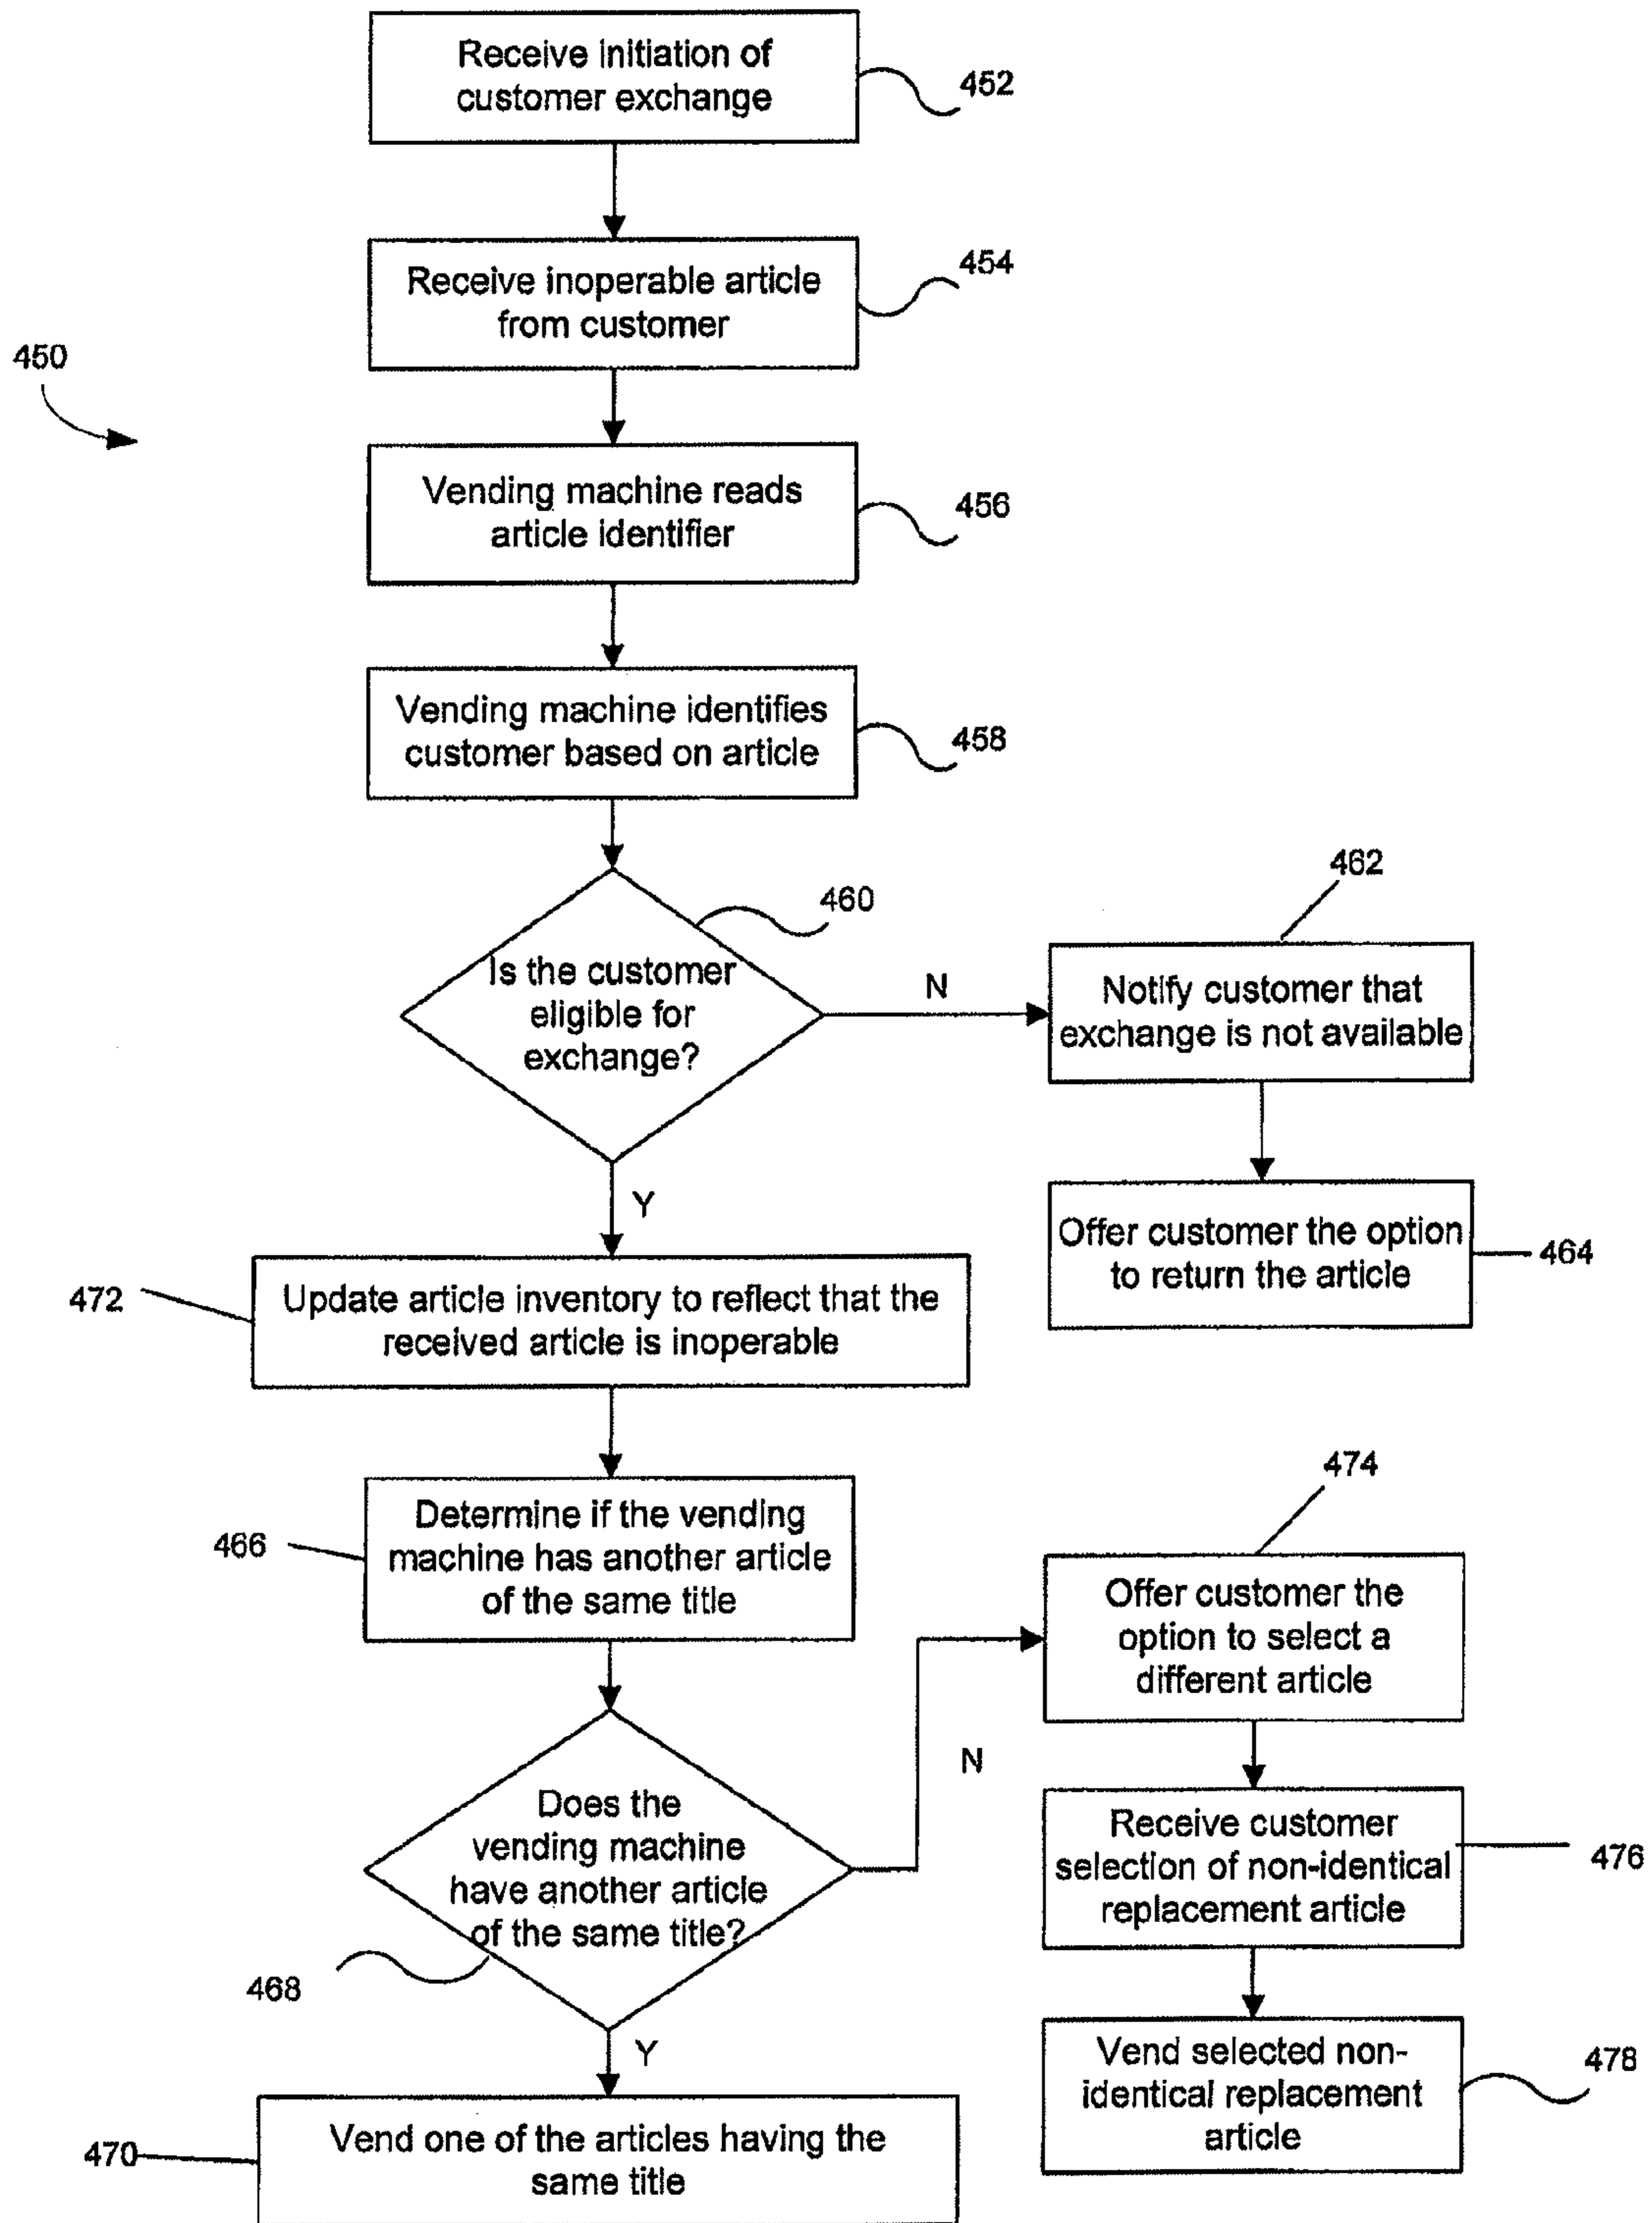 Receive initiation of
customer exchange
452
Receive inoperable article
from customer
454
450
Vending machine reads
article identifier
456
Vending machine identifies
customer based on article
458
Is the customer
eligible for
exchange?
460
N
462
Notify customer that
exchange is not available
Offer customer the option
to return the article
464
Y
472
Update article inventory to reflect that the
received article is inoperable
466
Determine if the vending
machine has another article
of the same title
Does the
vending machine
have another article
of the same title?
468
N
474
Offer customer the
option to select a
different article
Receive customer
selection of non-identical
replacement article
476
Vend selected non-
identical replacement
article
478
Y
470
Vend one of the articles having the
same title